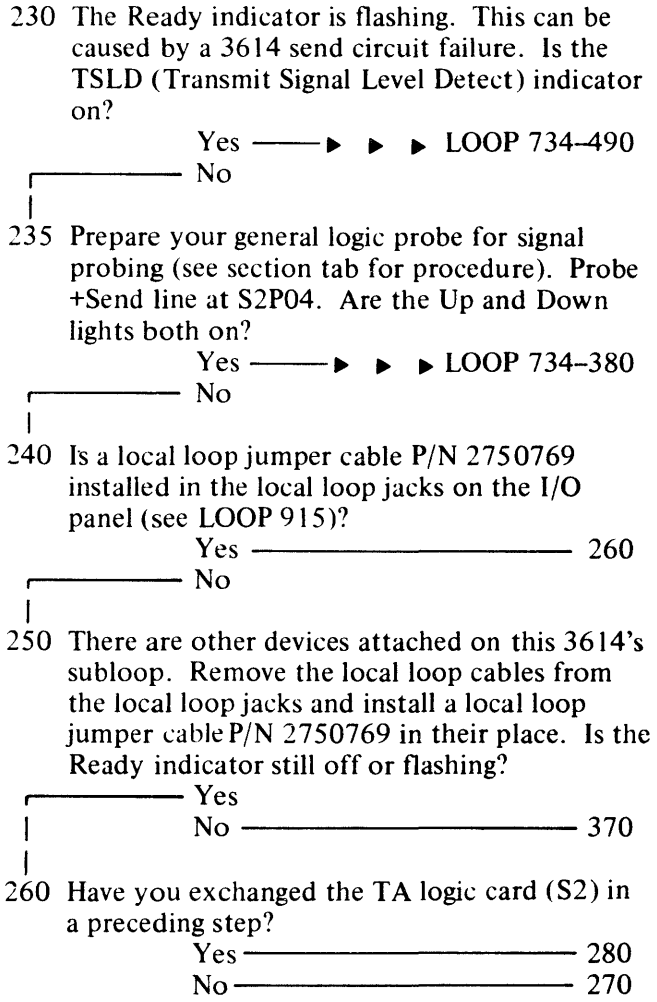 230 The Ready indicator is flashing. This can be
caused by a 3614 send circuit failure. Is the
TSLD (Transmit Signal Level Detect) indicator
on?
Yes ——▶ ▶ ▶ LOOP 734–490
No
235 Prepare your general logic probe for signal
probing (see section tab for procedure). Probe
+Send line at S2P04. Are the Up and Down
lights both on?
Yes ——▶ ▶ ▶ LOOP 734–380
No
240 Is a local loop jumper cable P/N 2750769
installed in the local loop jacks on the I/O
panel (see LOOP 915)?
Yes —— 260
No
250 There are other devices attached on this 3614's
subloop. Remove the local loop cables from
the local loop jacks and install a local loop
jumper cable P/N 2750769 in their place. Is the
Ready indicator still off or flashing?
Yes
No —— 370
260 Have you exchanged the TA logic card (S2) in
a preceding step?
Yes —— 280
No —— 270